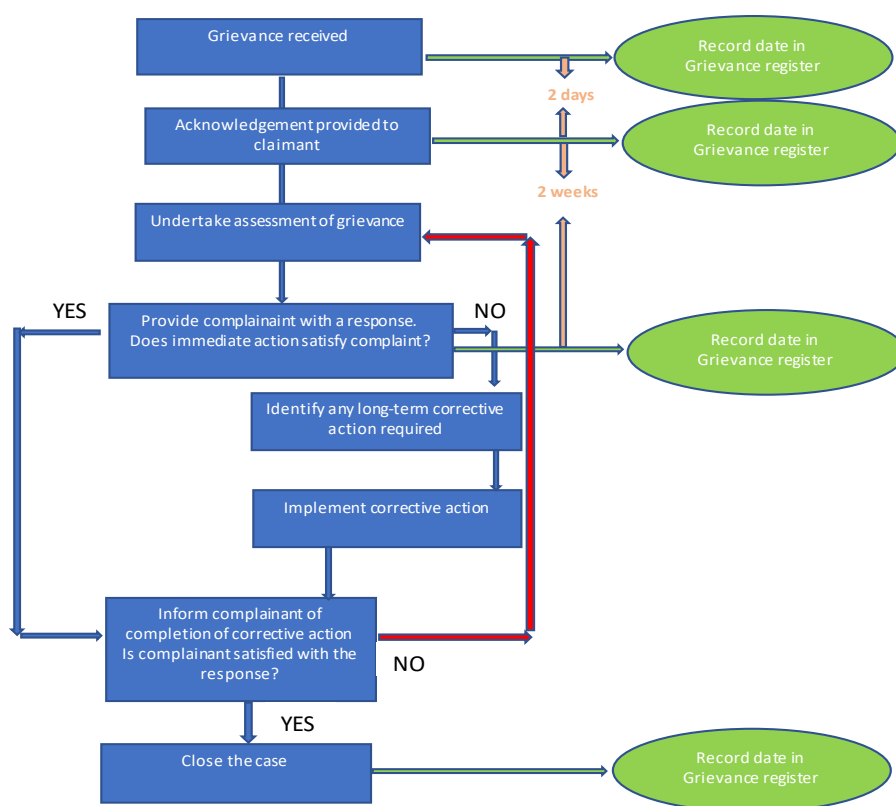 Grievance received
Record date in
Grievance register
2 days
Acknowledgement provided to
claimant
Record date in
Grievance register
2 weeks
Undertake assessment of grievance
YES
NO
Provide complainaint with a response.
Does immediate action satisfy complaint?
Record date in
Grievance register
Identify any long-term corrective
action required
Implement corrective action
Inform complainant of
completion of corrective action
Is complainant satisfied with the
response?
NO
YES
Close the case
Record date in
Grievance register